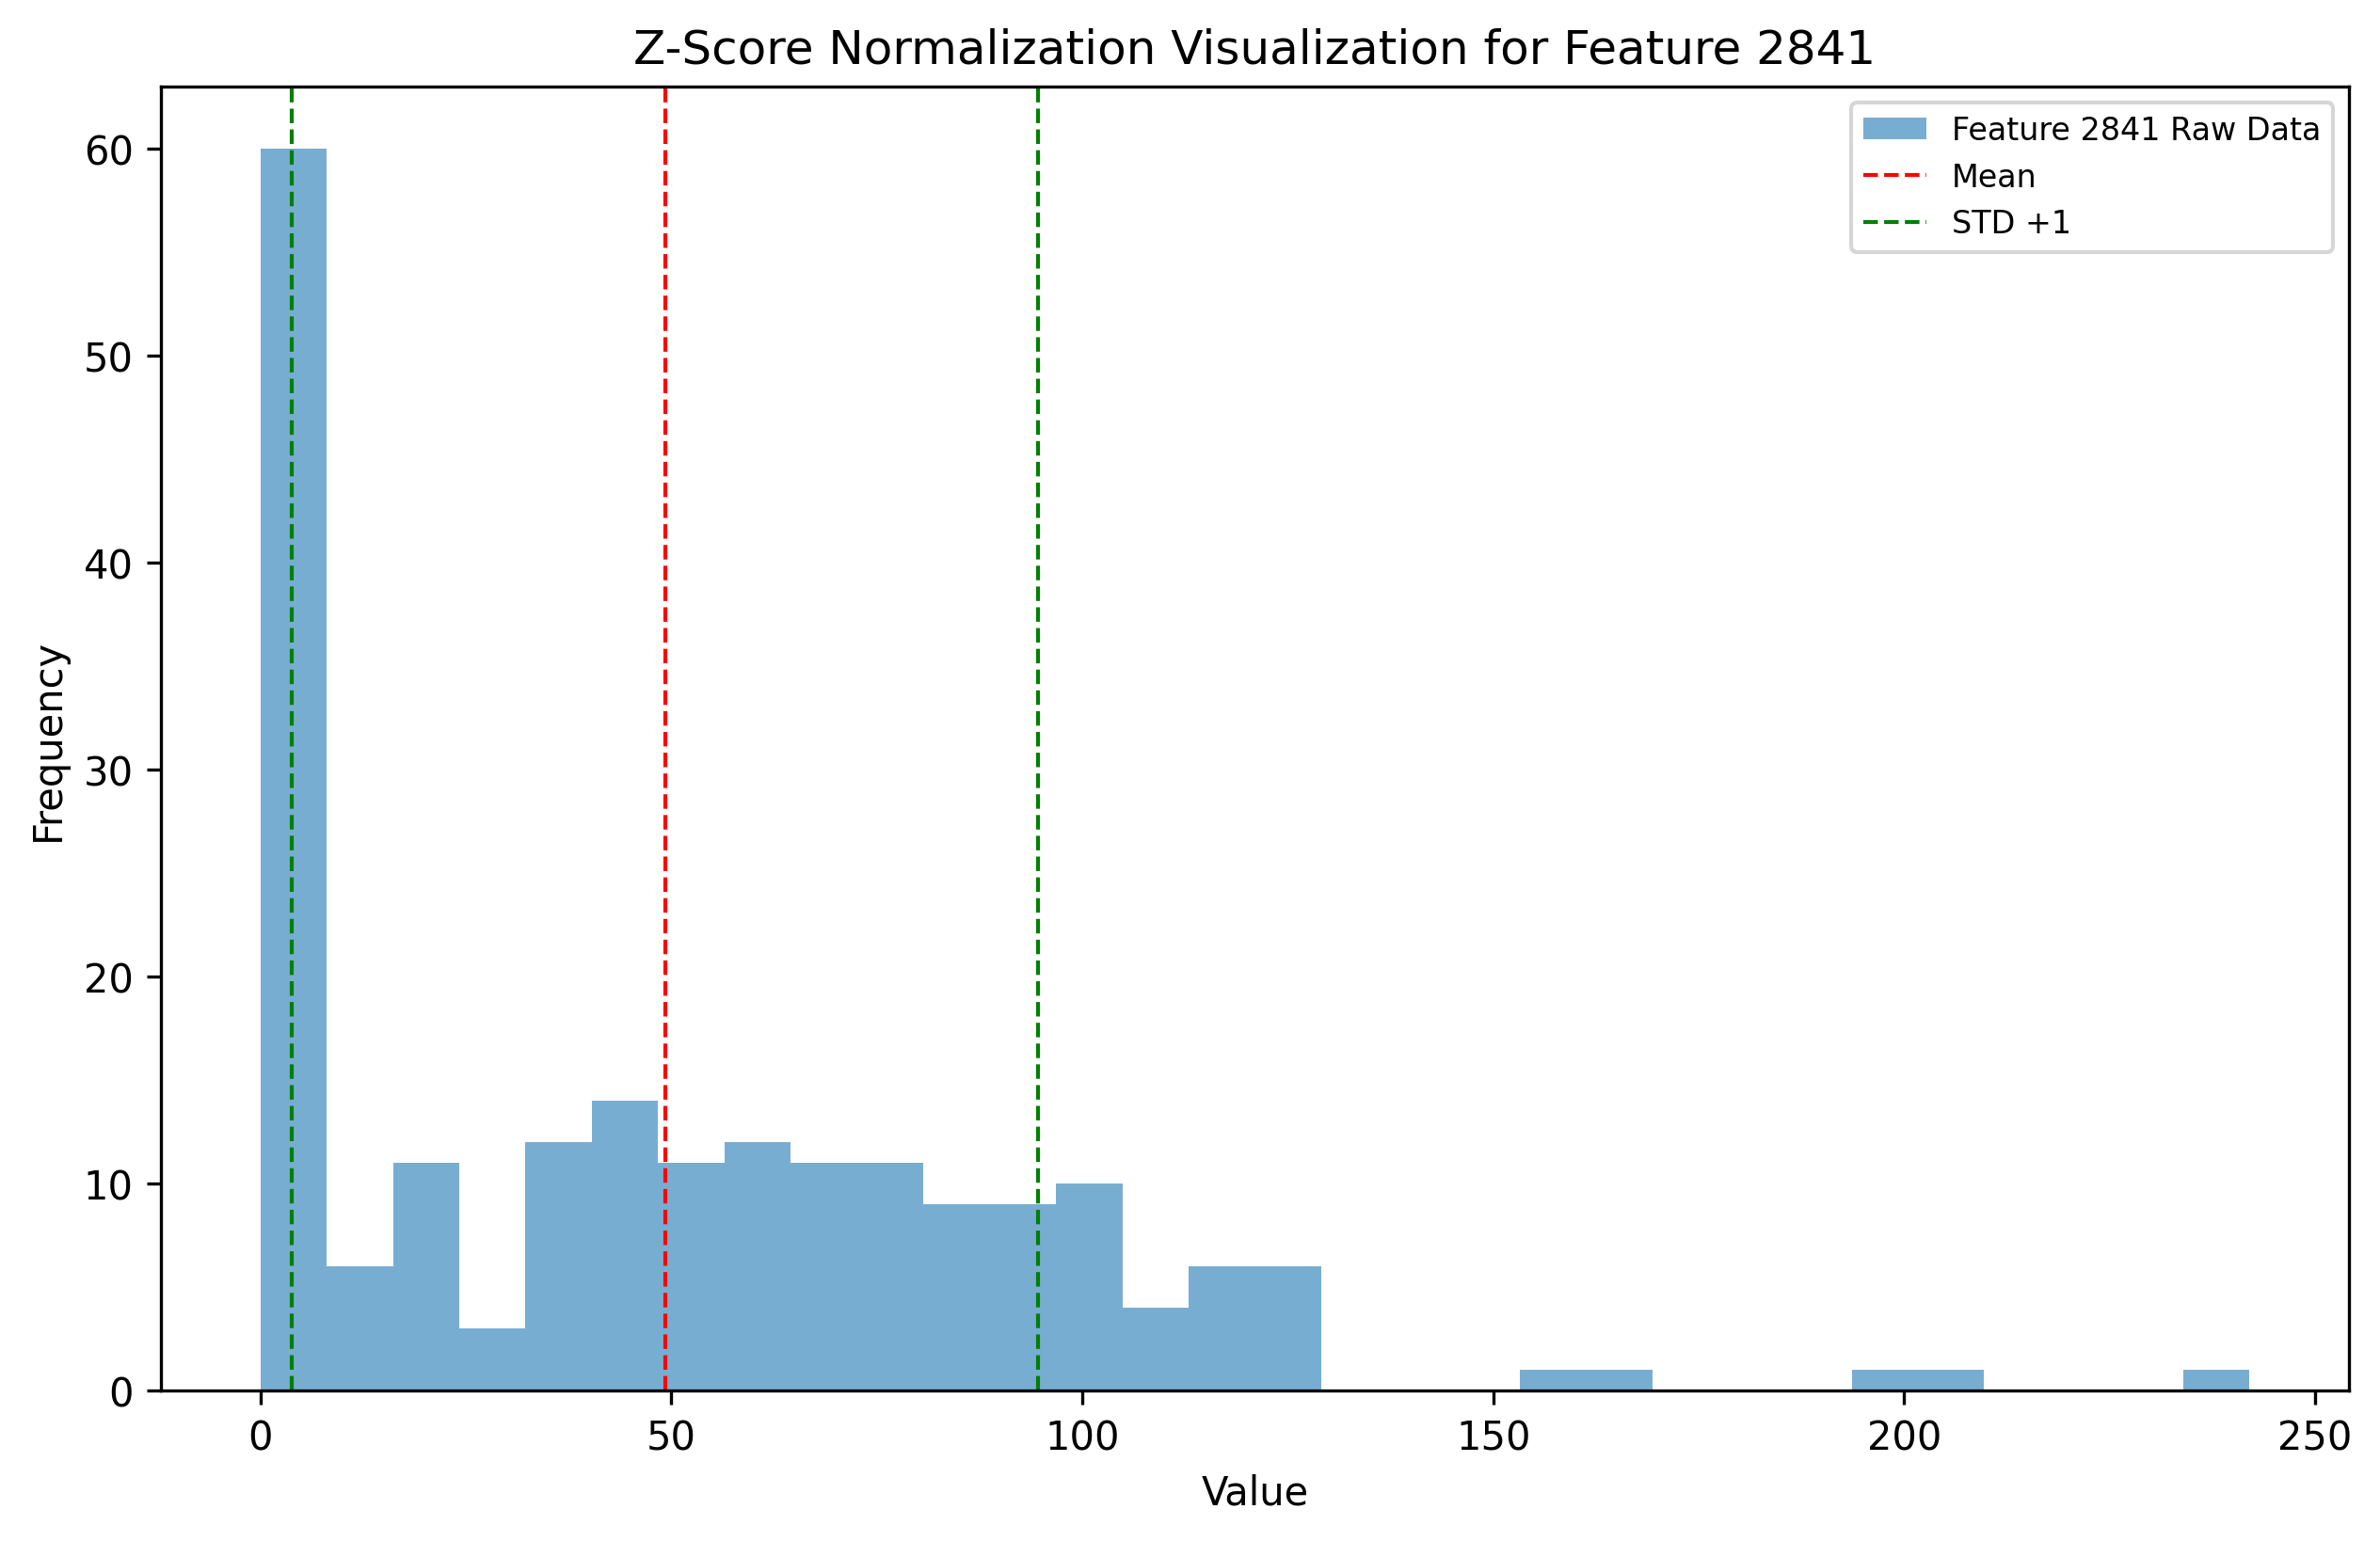 Z-Score Normalization Visualization for Feature 2841
Feature 2841 Raw Data
Mean
STD +1
60
50
40
30
20
10
0
Frequency
0 50 100 150 200 250
Value